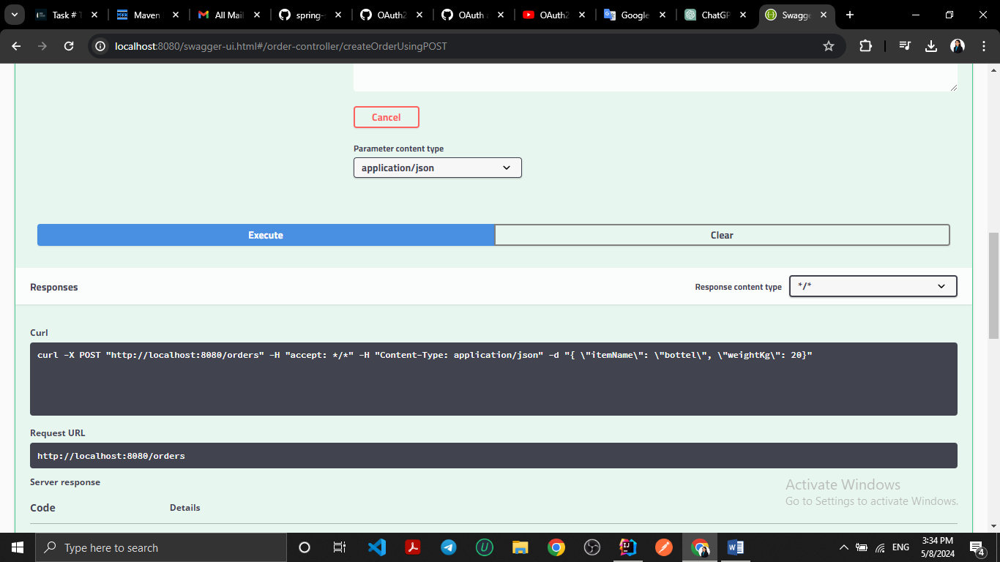 Task # T
Maven
All Mail
spring-s
OAuth2
OAuth a
OAuth2
Google
ChatGP
Swagge
localhost:8080/swagger-ui.html#/order-controller/createOrderUsingPOST
Cancel
Parameter content type
application/json
Execute
Clear
Responses
Response content type
*/*
Curl
curl -X POST "http://localhost:8080/orders" -H "accept: */*" -H "Content-Type: application/json" -d "{ \"itemName\": \"bottel\", \"weightKg\": 20}"
Request URL
http://localhost:8080/orders
Server response
Code
Details
Activate Windows
Go to Settings to activate Windows.
Type here to search
ENG
3:34 PM
5/8/2024
4